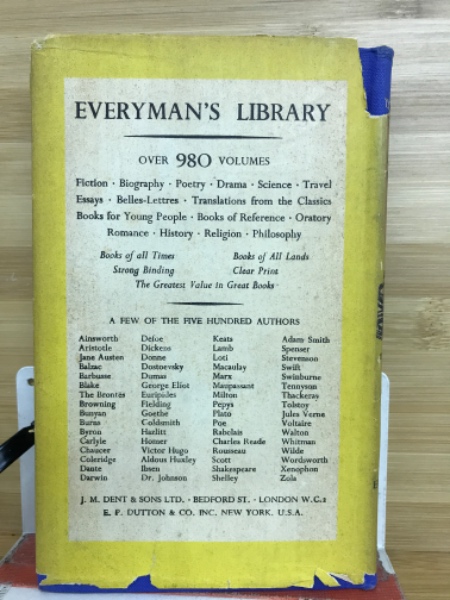 EVERYMAN'S LIBRARY
OVER 980 VOLUMES
Fiction · Biography · Poetry · Drama · Science · Travel
Essays · Belles-Lettres · Translations from the Classics
Books for Young People · Books of Reference · Oratory
Romance · History · Religion · Philosophy
Books of all Times Books of All Lands
Strong Binding Clear Print
The Greatest Value in Great Books
A FEW OF THE FIVE HUNDRED AUTHORS
Ainsworth Defoe Keats Adam Smith
Aristotle Dickens Lamb Spenser
Jane Austen Donne Loti Stevenson
Balzac Dostoevsky Macaulay Swift
Barbusse Dumas Marx Swinburne
Blake George Eliot Maupassant Tennyson
The Brontës Euripides Milton Thackeray
Browning Fielding Pepys Tolstoy
Bunyan Goethe Plato Jules Verne
Burns Goldsmith Poe Voltaire
Byron Hazlitt Rabelais Walton
Carlyle Homer Charles Reade Whitman
Chaucer Victor Hugo Rousseau Wilde
Coleridge Aldous Huxley Scott Wordsworth
Dante Ibsen Shakespeare Xenophon
Darwin Dr. Johnson Shelley Zola
J. M. DENT & SONS LTD. · BEDFORD ST. · LONDON W.C.2
E. P. DUTTON & CO. INC. NEW YORK. U.S.A.